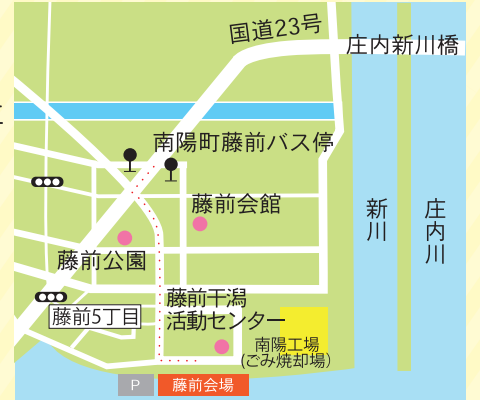 国道23号
庄内新川橋
南陽町藤前バス停
藤前会館
新川
庄内川
藤前公園
藤前干潟
活動センター
藤前5丁目
南陽工場
(ごみ焼却場)
P
藤前会場